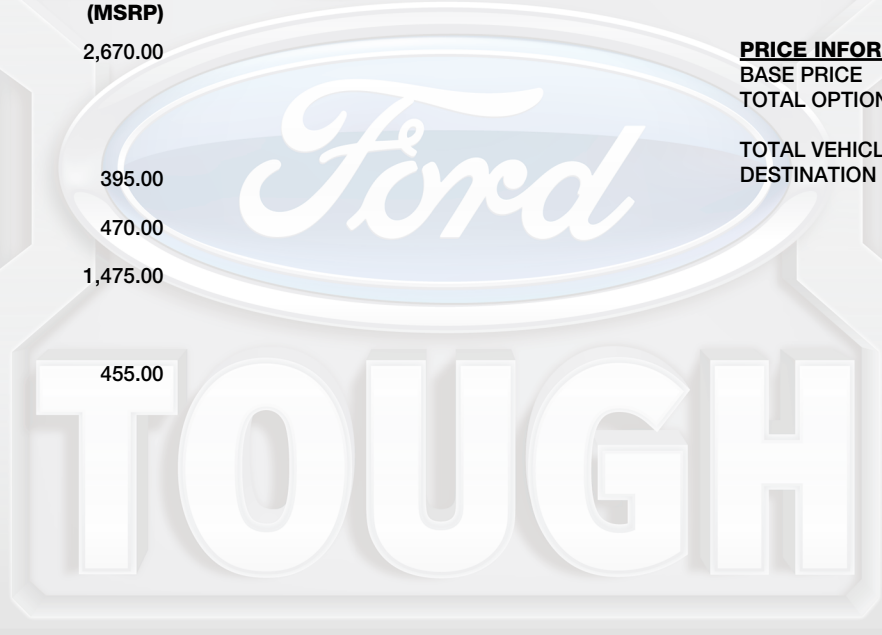 (MSRP)
2,670.00
395.00
470.00
1,475.00
455.00
PRICE INFOR
BASE PRICE
TOTAL OPTION
TOTAL VEHICL
DESTINATION
Ford
TOUGH